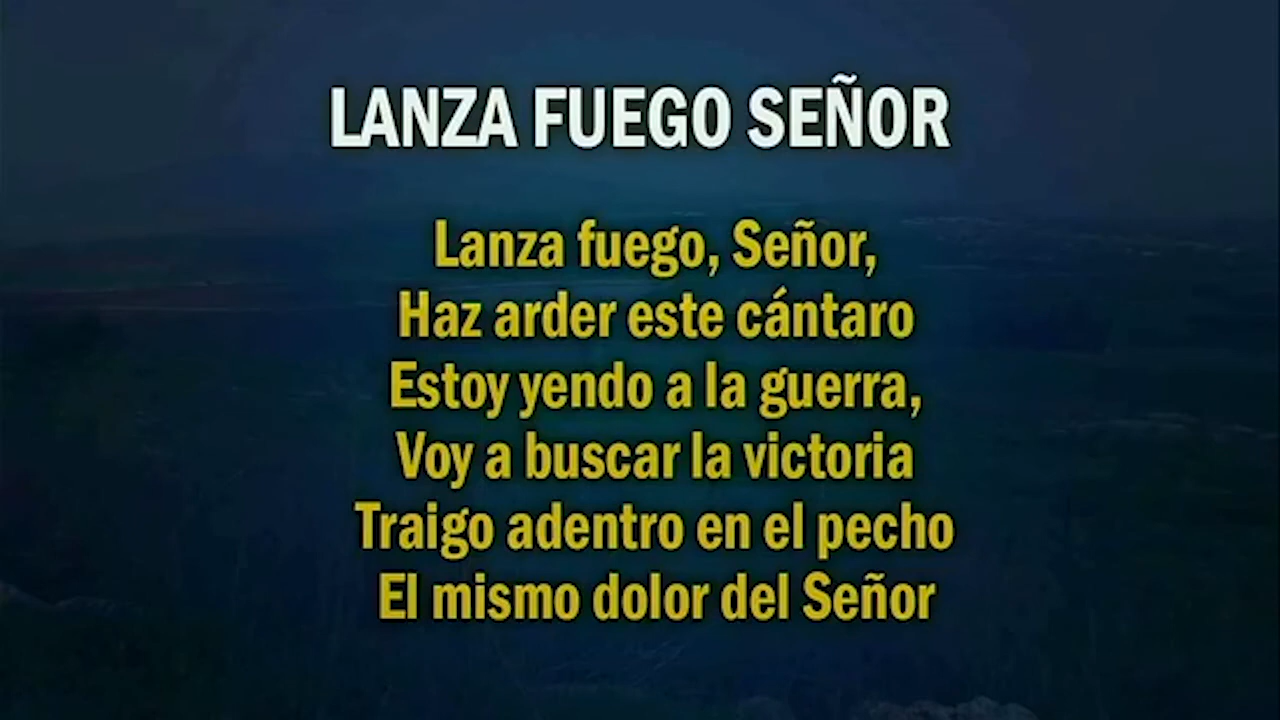 LANZA FUEGO SEÑOR
Lanza fuego, Señor,
Haz arder este cántaro
Estoy yendo a la guerra,
Voy a buscar la victoria
Traigo adentro en el pecho
El mismo dolor del Señor